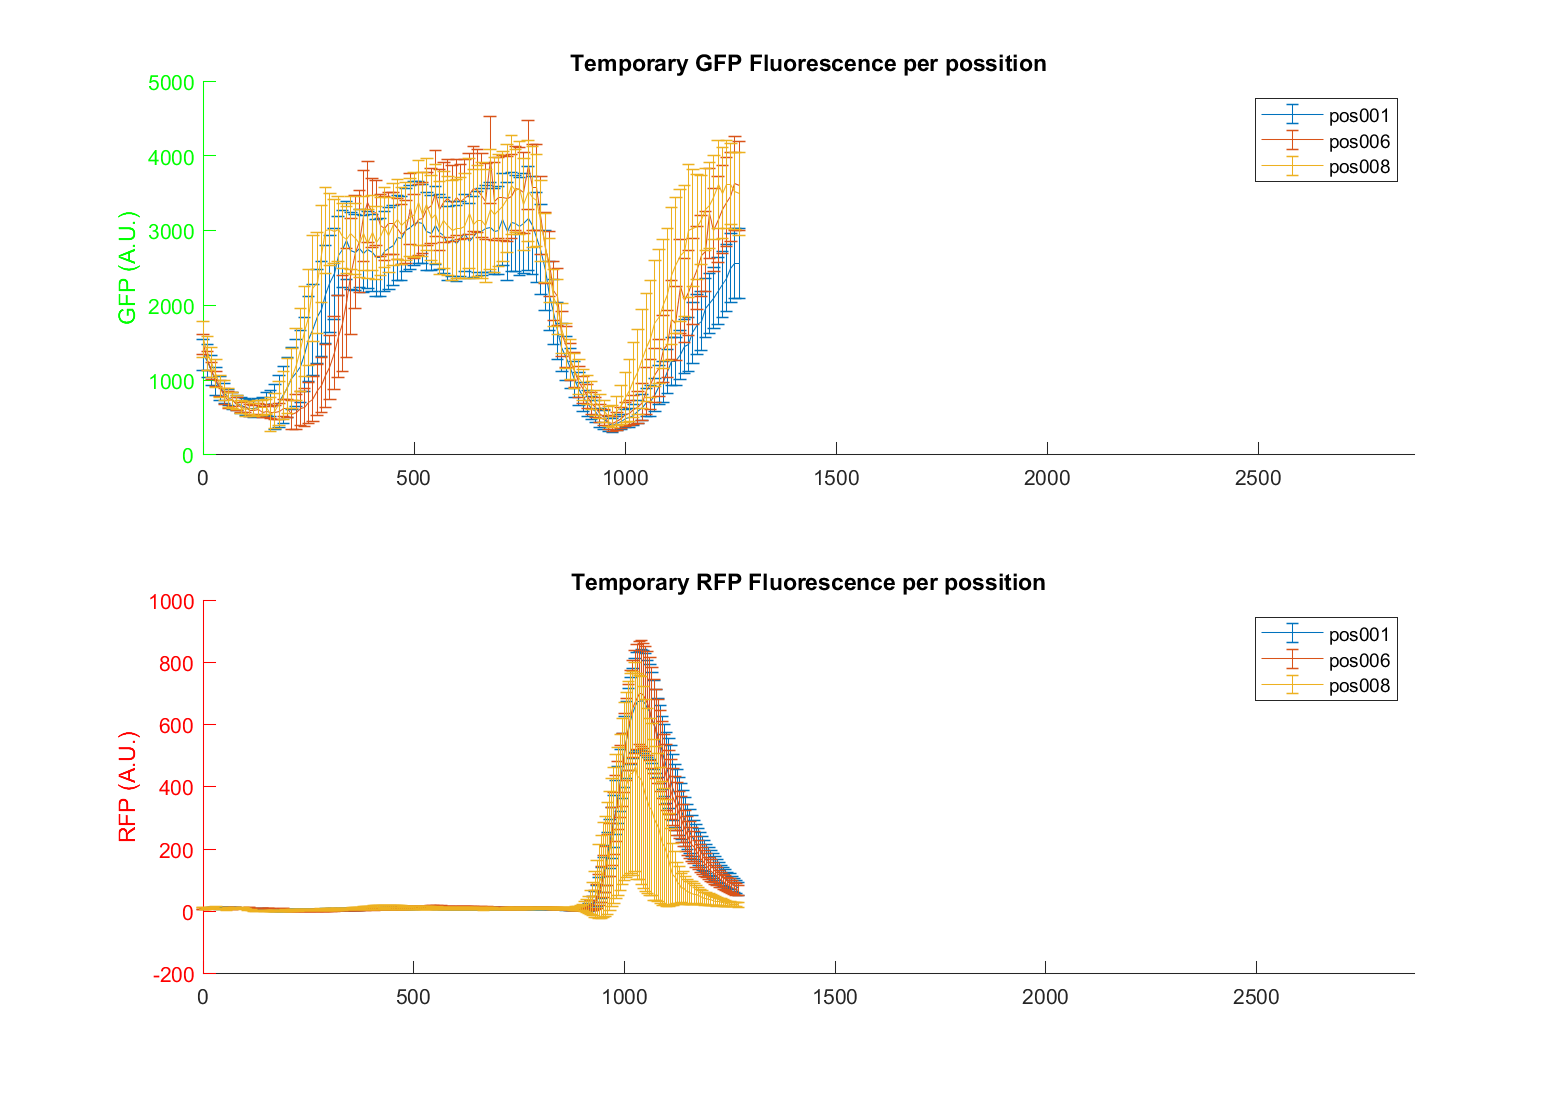 Temporary GFP Fluorescence per possition
5000
4000
3000
2000
1000
0
GFP (A.U.)
0 500 1000 1500 2000 2500
pos001
pos006
pos008
Temporary RFP Fluorescence per possition
1000
800
600
400
200
0
-200
RFP (A.U.)
0 500 1000 1500 2000 2500
pos001
pos006
pos008